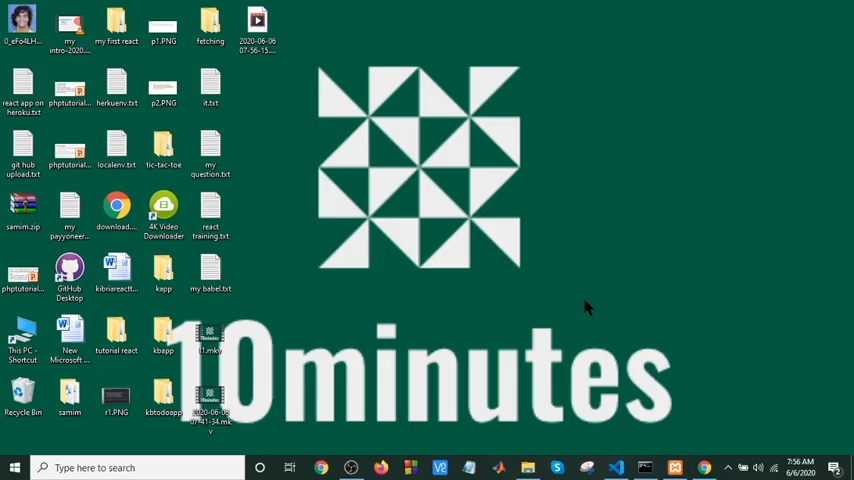 0_eFo4LH...
my
intro-2020....
my first react
p1.PNG
fetching
2020-06-06
07-56-15....
react app on
heroku.txt
phptutorial...
herkuenv.txt
p2.PNG
it.txt
git hub
upload.txt
phptutorial...
localenv.txt
tic-tac-toe
my
question.txt
samim.zip
my
payyoneer...
download....
4K Video
Downloader
react
training.txt
phptutorial...
GitHub
Desktop
kibriareactt...
kapp
my babel.txt
This PC -
Shortcut
New
Microsoft ...
tutorial react
kbapp
Recycle Bin
samim
r1.PNG
kbtodoapp
2020-06-06
07-41-34.mk
v
10minutes
Type here to search
7:56 AM
6/6/2020
2